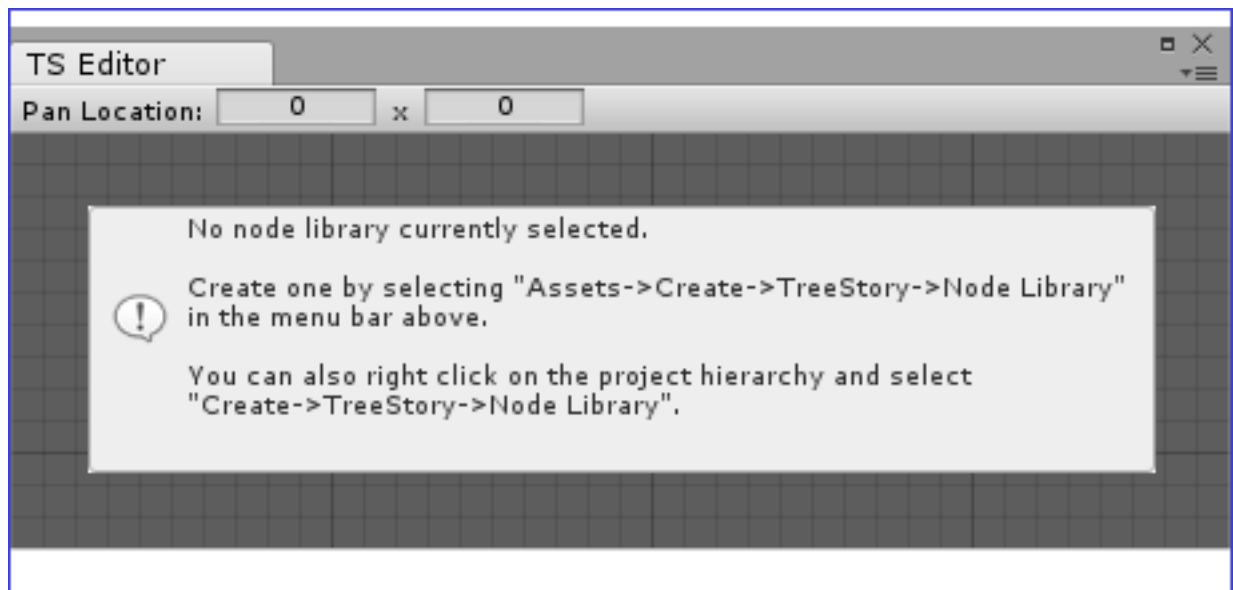 TS Editor
Pan Location: 0 x 0
No node library currently selected.
Create one by selecting "Assets->Create->TreeStory->Node Library"
in the menu bar above.
You can also right click on the project hierarchy and select
"Create->TreeStory->Node Library".